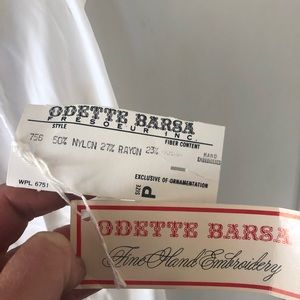 ODETTE BARSA
FRESOEUR INC.
STYLE FIBER CONTENT
756 50% NYLON 27% RAYON 23%
HAND
EXCLUSIVE OF ORNAMENTATION
SIZE P
WPL 6751
ODETTE BARSA
Fine Hand Embroidery